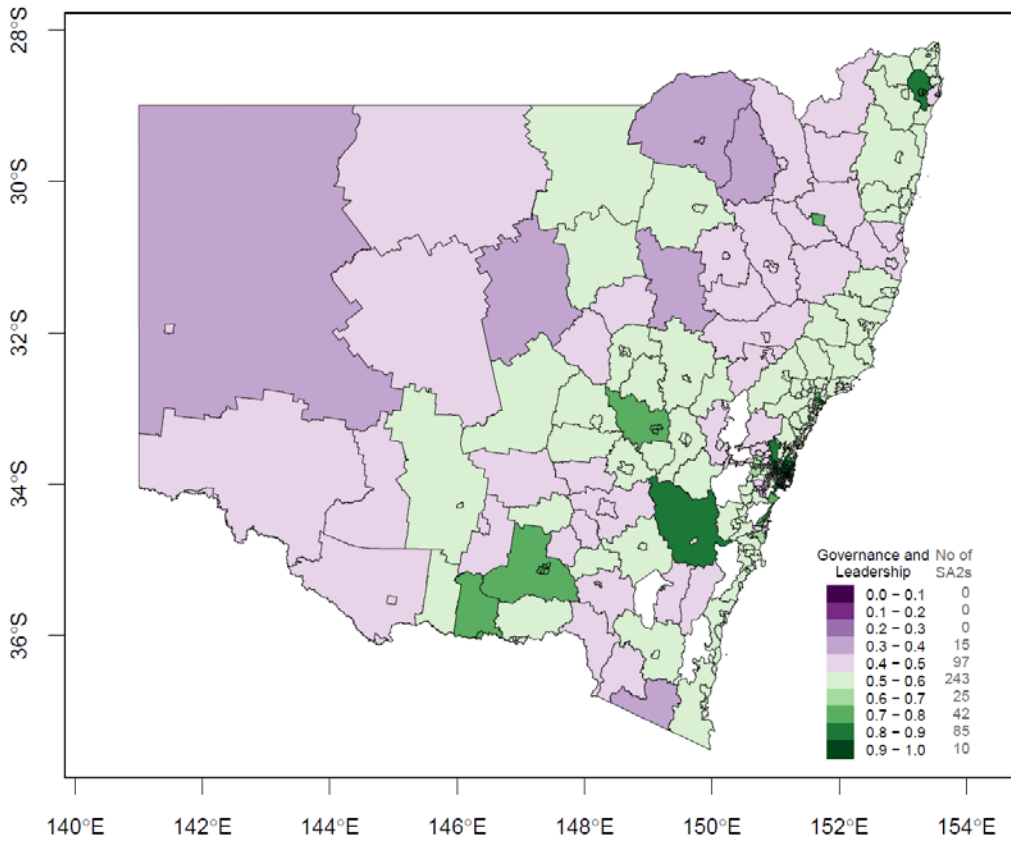 28°S
30°S
32°S
34°S
36°S
Governance and Leadership No of SA2s
0.0 – 0.1 0
0.1 – 0.2 0
0.2 – 0.3 0
0.3 – 0.4 15
0.4 – 0.5 97
0.5 – 0.6 243
0.6 – 0.7 25
0.7 – 0.8 42
0.8 – 0.9 85
0.9 – 1.0 10
140°E 142°E 144°E 146°E 148°E 150°E 152°E 154°E